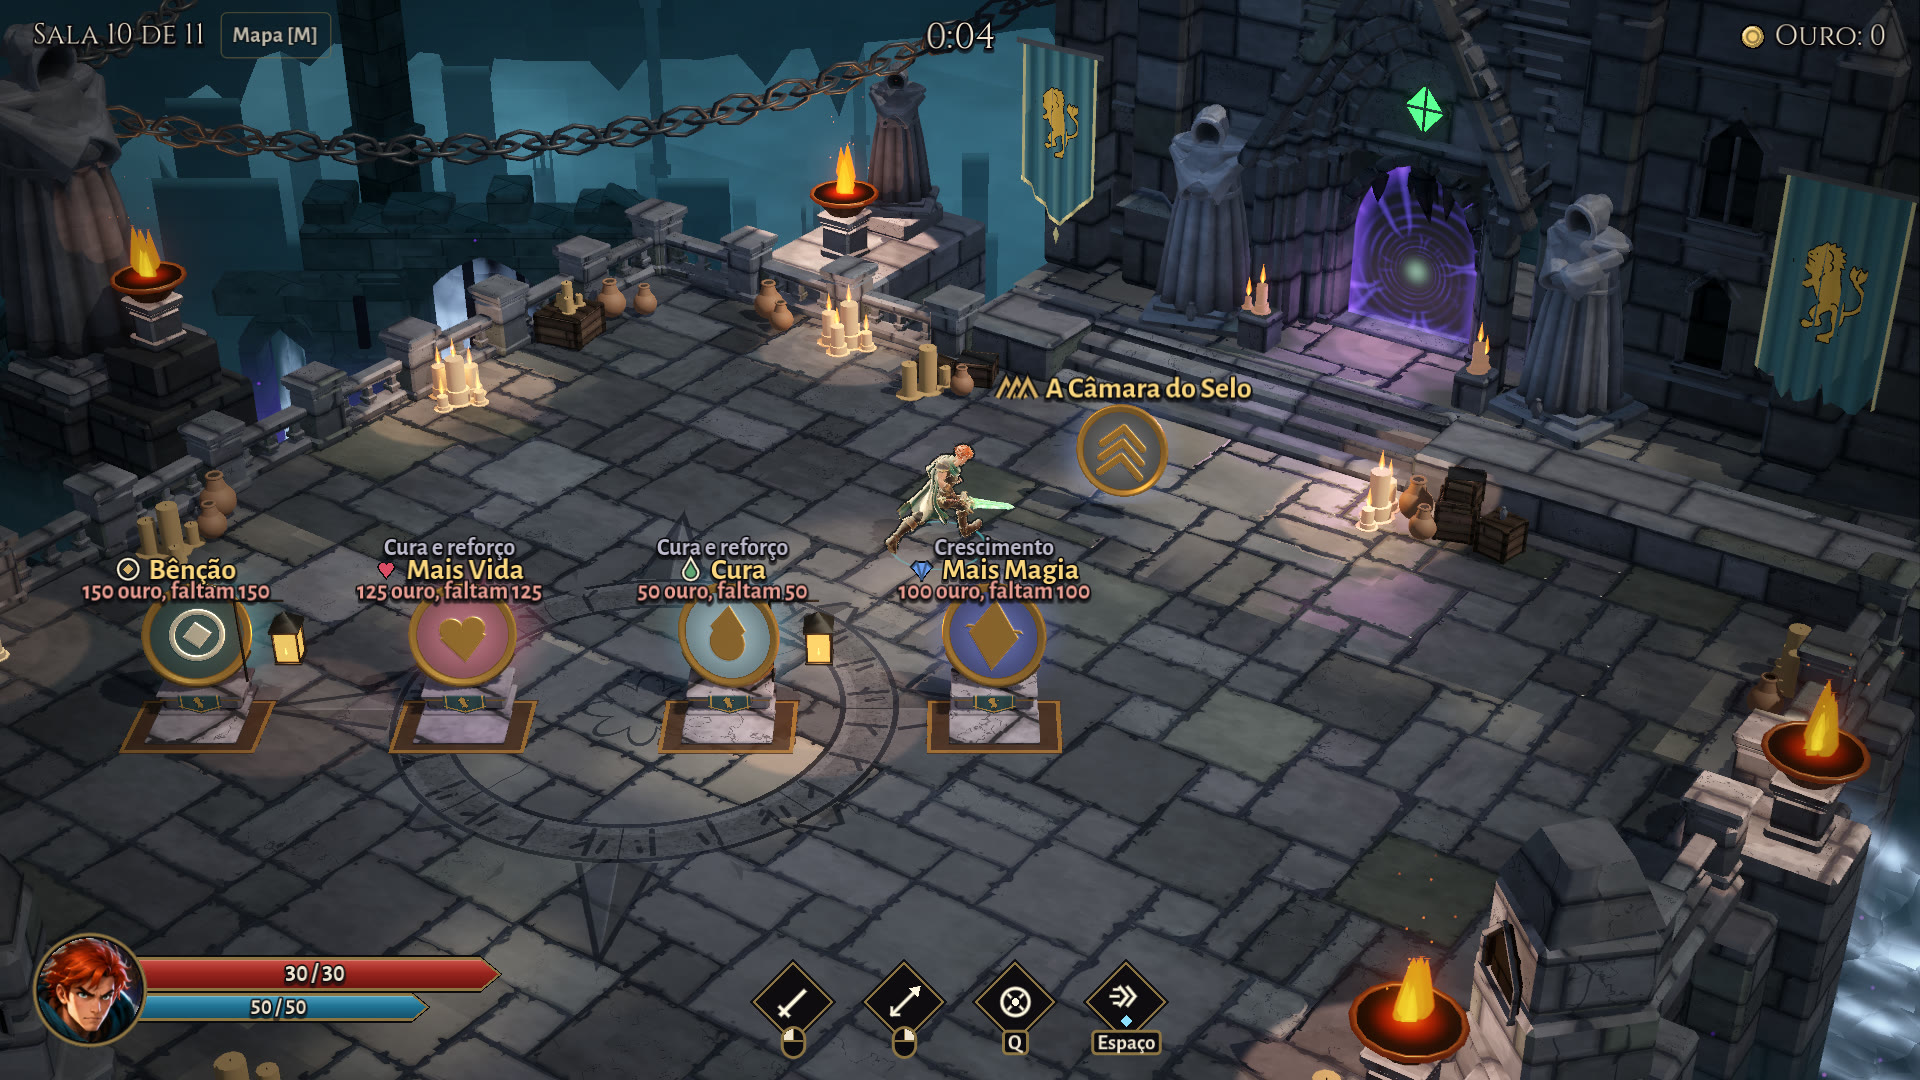 SALA 10 DE 11
Mapa [M]
0:04
OURO: 0
A Câmara do Selo
Bênção
150 ouro, faltam 150
Cura e reforço
Mais Vida
125 ouro, faltam 125
Cura e reforço
Cura
50 ouro, faltam 50
Crescimento
Mais Magia
100 ouro, faltam 100
30/30
50/50
Q
Espaço